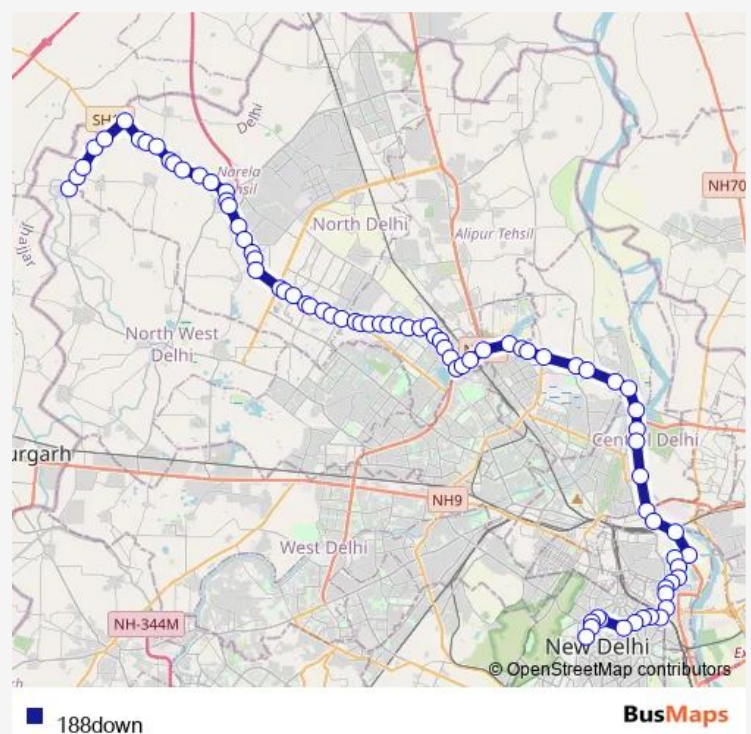 SH
Delhi
Narela
NH70
North Delhi
Alipur Tehsil
Jhajjar
North West
Delhi
Central Delhi
urgarh
NH9
West Delhi
NH-344M
New Delhi
© OpenStreetMap contributors
188down
BusMaps